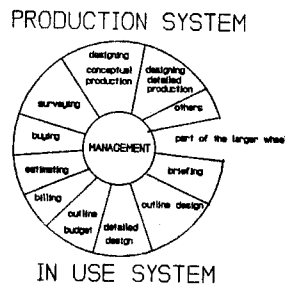 PRODUCTION SYSTEM
designing
conceptual
production
designing
detailed
production
others
part of the larger wheel
briefing
outline design
detailed
design
outline
budget
billing
estimating
buying
surveying
MANAGEMENT
IN USE SYSTEM